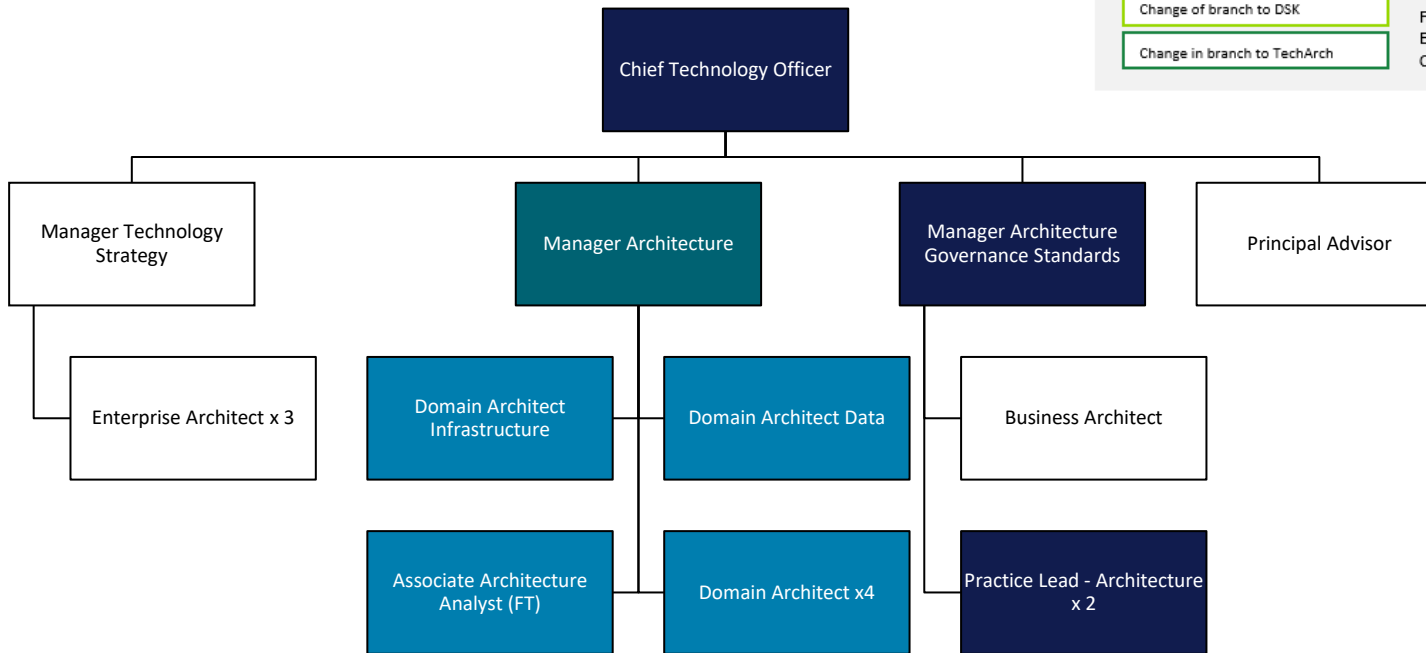 Change of branch to DSK
Change in branch to TechArch
Chief Technology Officer
Manager Technology
Strategy
Manager Architecture
Manager Architecture
Governance Standards
Principal Advisor
Enterprise Architect x 3
Domain Architect
Infrastructure
Domain Architect Data
Business Architect
Associate Architecture
Analyst (FT)
Domain Architect x4
Practice Lead - Architecture
x 2